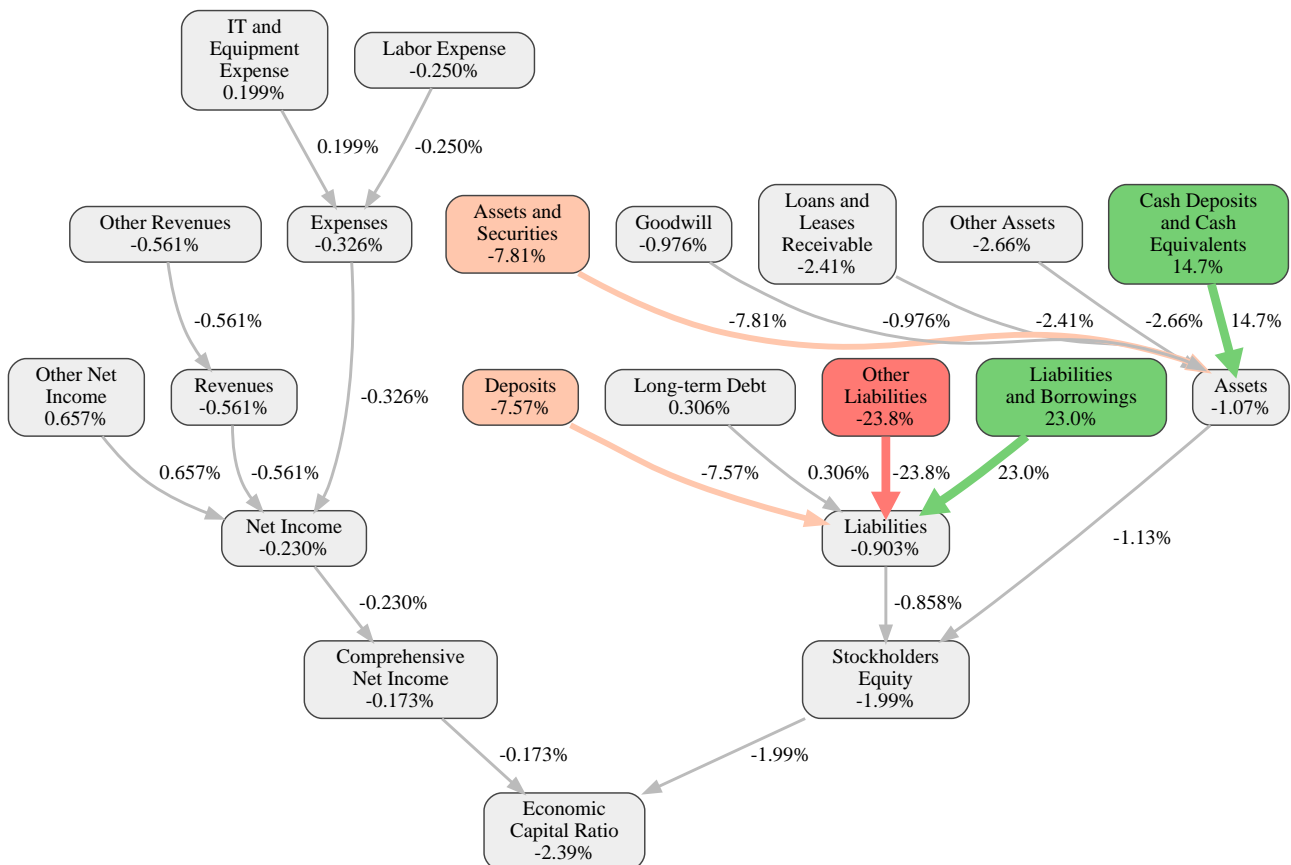 IT and
Equipment
Expense
0.199%
Labor Expense
-0.250%
0.199%
-0.250%
Other Revenues
-0.561%
Expenses
-0.326%
Assets and
Securities
-7.81%
Goodwill
-0.976%
Loans and
Leases
Receivable
-2.41%
Other Assets
-2.66%
Cash Deposits
and Cash
Equivalents
14.7%
-0.561%
-7.81%
-0.976%
-2.41%
-2.66%
14.7%
Other Net
Income
0.657%
Revenues
-0.561%
-0.326%
Deposits
-7.57%
Long-term Debt
0.306%
Other
Liabilities
-23.8%
Liabilities
and Borrowings
23.0%
Assets
-1.07%
0.657%
-0.561%
-7.57%
0.306%
-23.8%
23.0%
Net Income
-0.230%
Liabilities
-0.903%
-1.13%
-0.230%
-0.858%
Comprehensive
Net Income
-0.173%
Stockholders
Equity
-1.99%
-0.173%
-1.99%
Economic
Capital Ratio
-2.39%